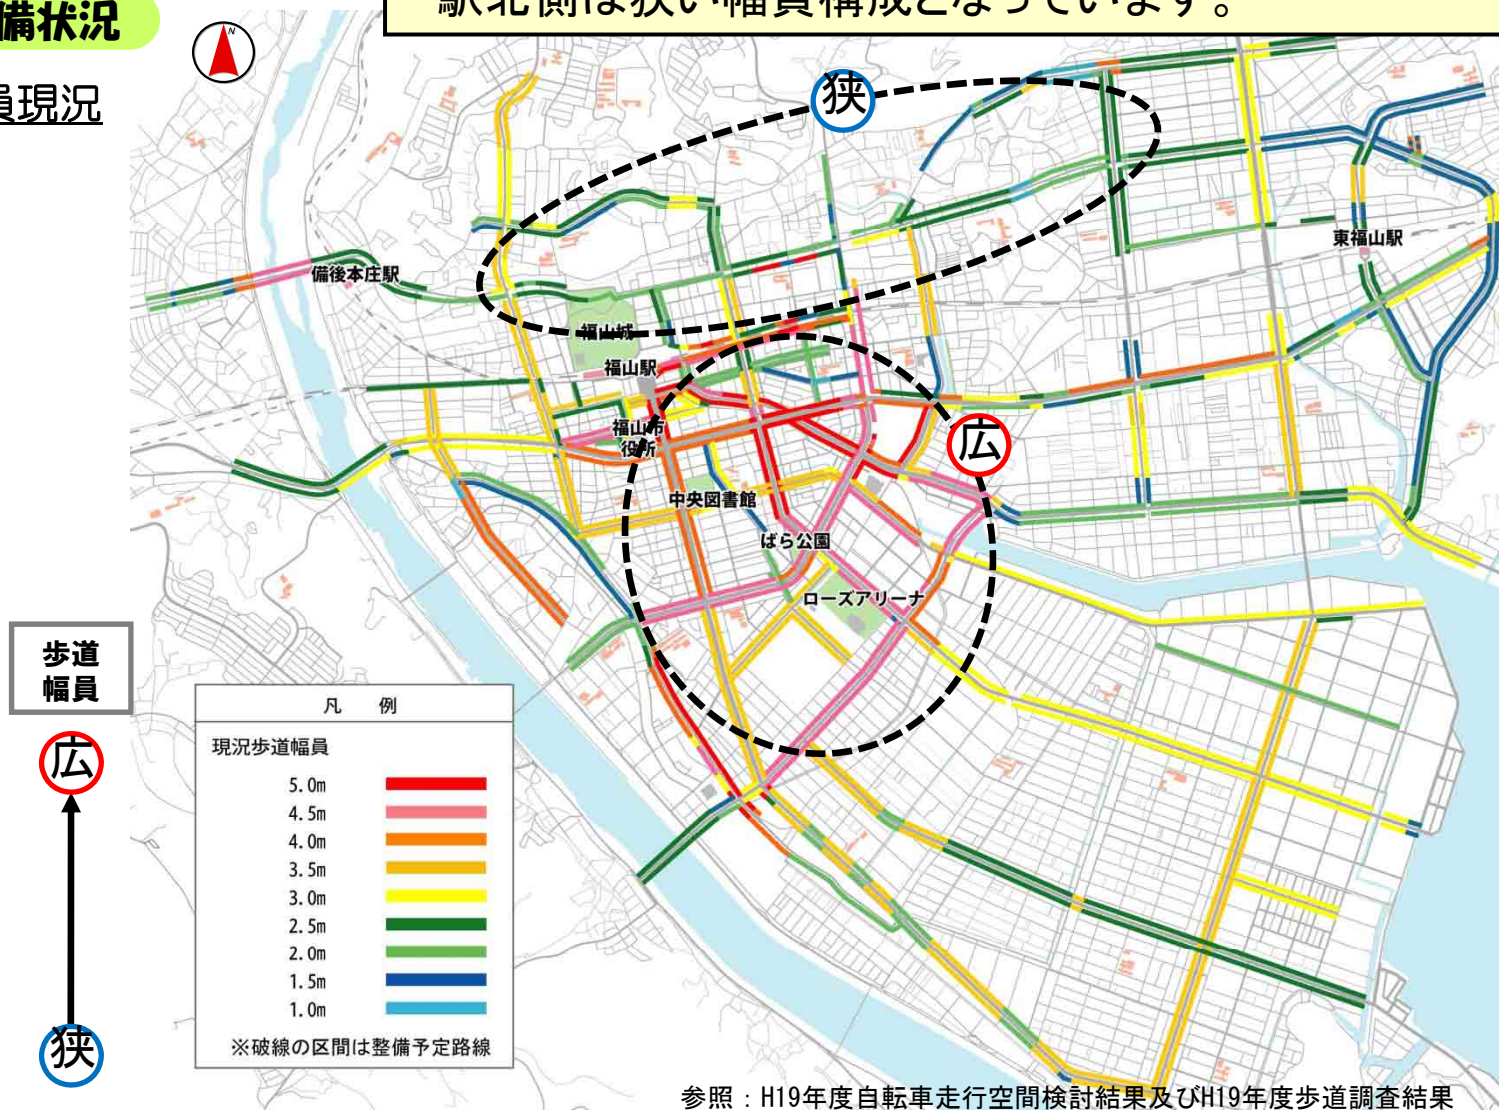 駅北側は狭い幅員構成となっています。
備状況
員現況
N
狭
東福山駅
備後本庄駅
福山城
福山駅
広
福山市
役所
中央図書館
ばら公園
ローズアリーナ
歩道
幅員
広
狭
凡 例
現況歩道幅員
5.0m
4.5m
4.0m
3.5m
3.0m
2.5m
2.0m
1.5m
1.0m
※破線の区間は整備予定路線
参照：H19年度自転車走行空間検討結果及びH19年度歩道調査結果